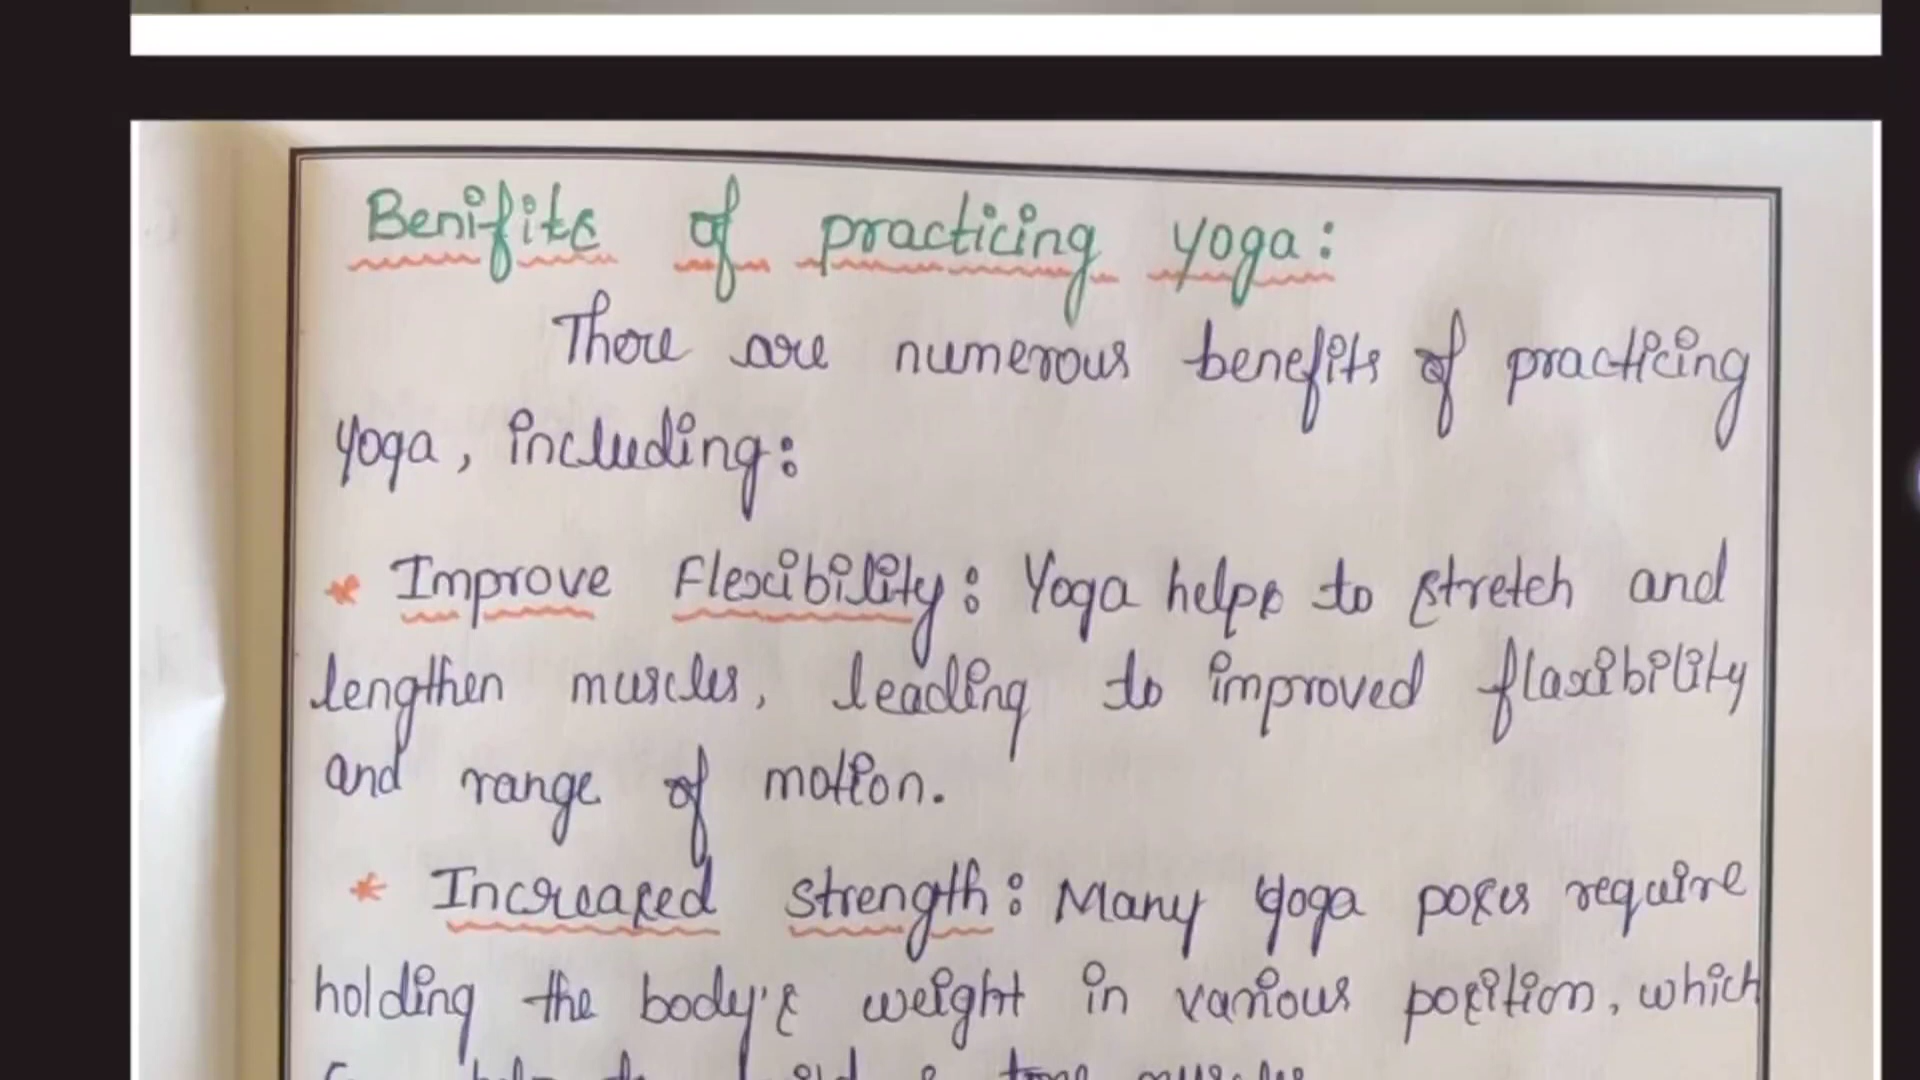 Benifits of practicing yoga:
There are numerous benefits of practicing
yoga, including:
* Improve Flexibility: Yoga helps to stretch and
lengthen muscles, leading to improved flaxibility
and range of motion.
* Increased strength: Many Yoga poses require
holding the body's weight in various position, which
muscles